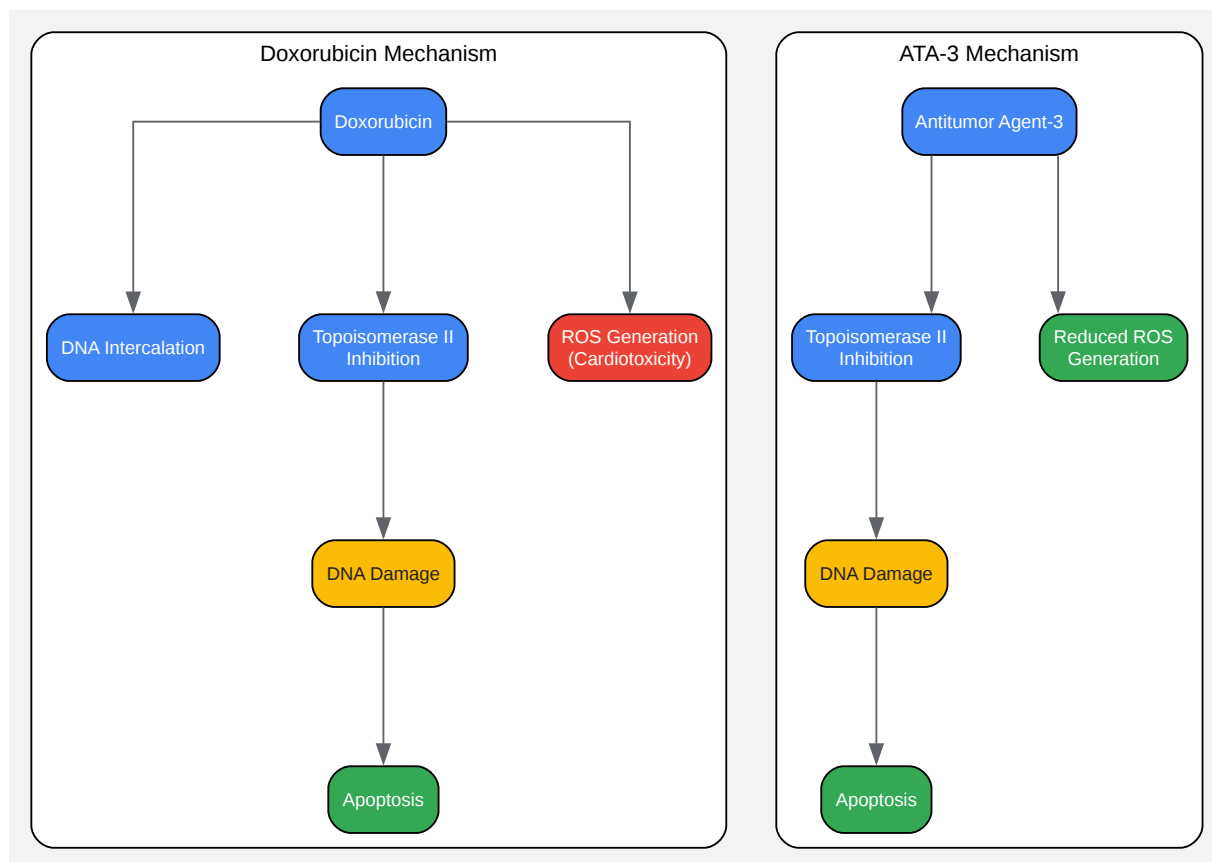 Doxorubicin Mechanism
Doxorubicin
DNA Intercalation
Topoisomerase II
Inhibition
ROS Generation
(Cardiotoxicity)
DNA Damage
Apoptosis
ATA-3 Mechanism
Antitumor Agent-3
Topoisomerase II
Inhibition
Reduced ROS
Generation
DNA Damage
Apoptosis